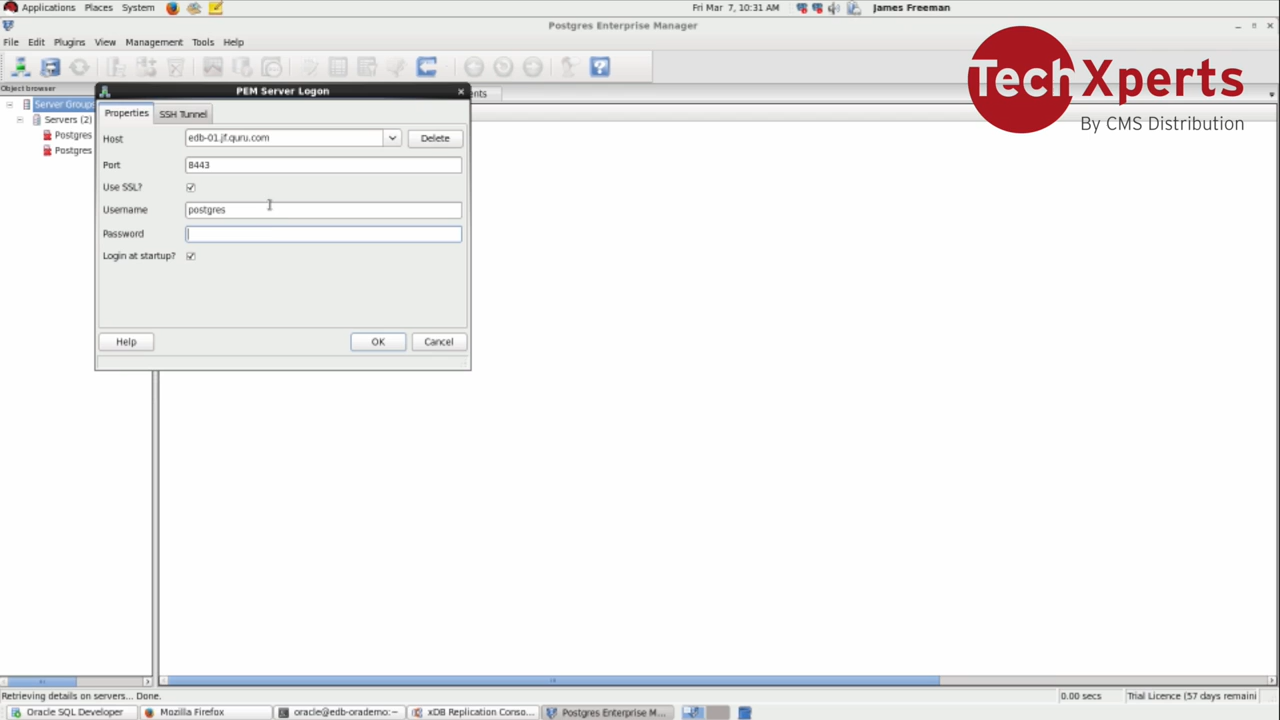 Applications Places System Fri Mar 7, 10:31 AM James Freeman
Postgres Enterprise Manager
File Edit Plugins View Management Tools Help
TechXperts
By CMS Distribution
Object browser
Server Groups
Servers (2)
Postgres
Postgres
nts
PEM Server Logon
Properties SSH Tunnel
Host edb-01.jf.quru.com Delete
Port 8443
Use SSL?
Username postgres
Password
Login at startup?
Help OK Cancel
Retrieving details on servers... Done. 0.00 secs Trial Licence (57 days remaini
Oracle SQL Developer Mozilla Firefox oracle@edb-orademo:~ xDB Replication Conso... Postgres Enterprise M...